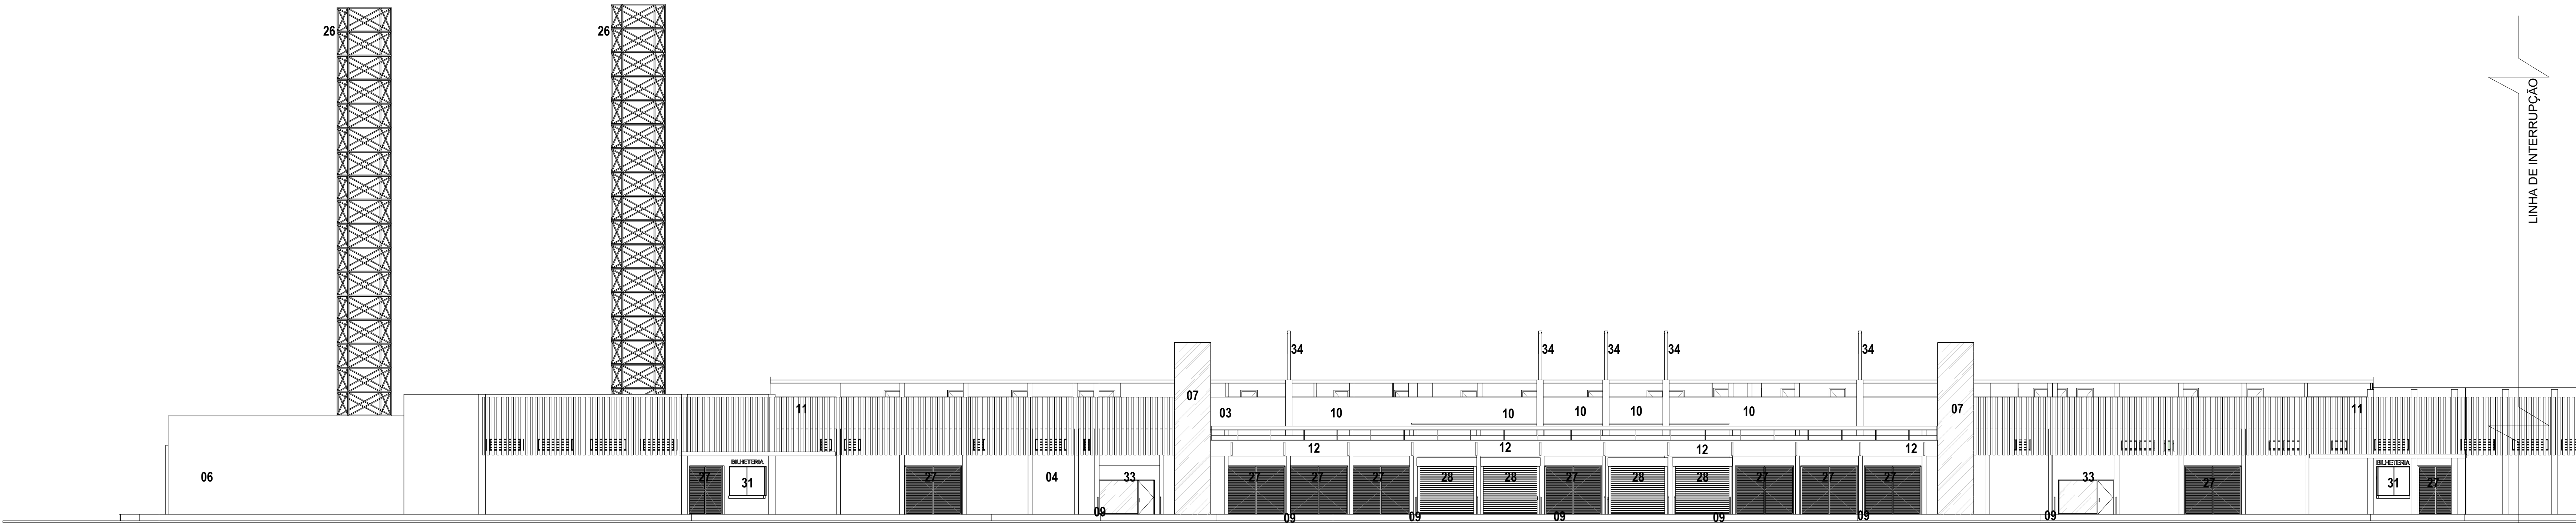 26 26
LINHA DE INTERRUPÇÃO
34 34 34 34 34
07 07
11 03 10 10 10 10 10 11
12 12 12 12
BILHETERIA BILHETERIA
06 27 31 27 04 33 27 27 27 28 28 27 28 28 27 27 27 33 27 31 27
09 09 09 09 09 09 09